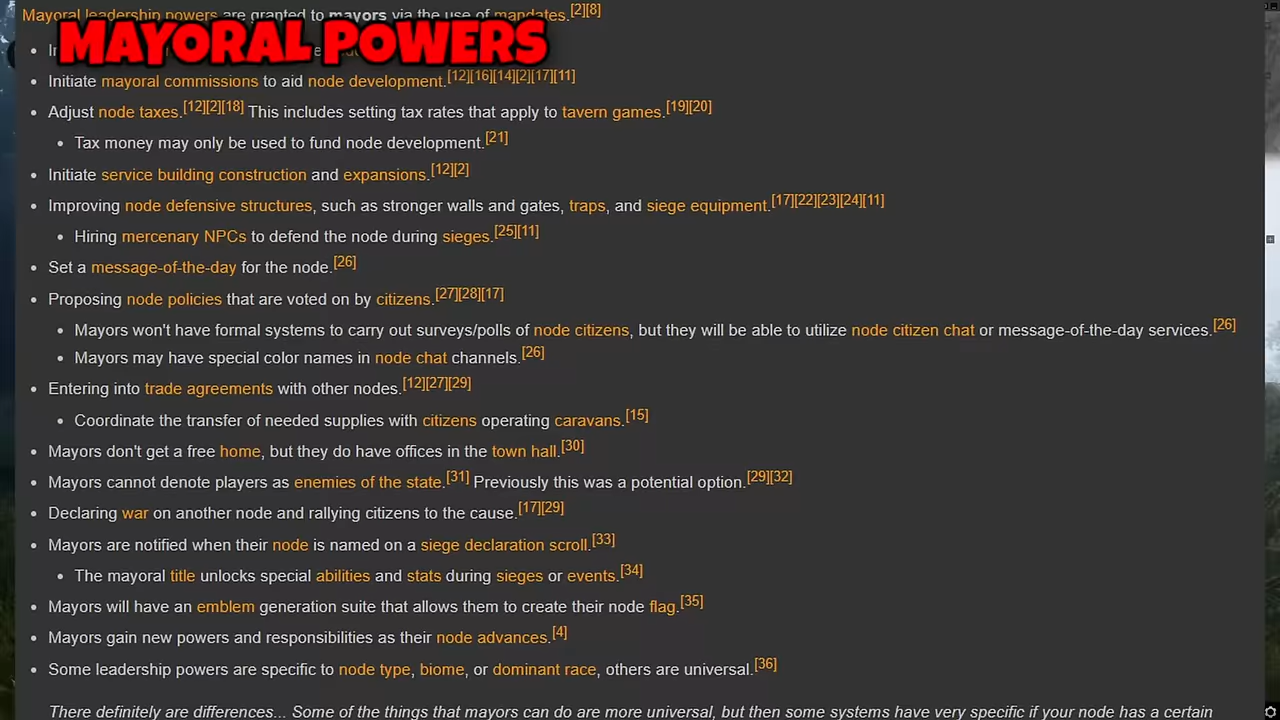 Mayoral leadership powers are granted to mayors via the use of mandates.[2][8]
MAYORAL POWERS
Initiate mayoral commissions to aid node development.[12][16][14][2][17][11]
Adjust node taxes.[12][2][18] This includes setting tax rates that apply to tavern games.[19][20]
Tax money may only be used to fund node development.[21]
Initiate service building construction and expansions.[12][2]
Improving node defensive structures, such as stronger walls and gates, traps, and siege equipment.[17][22][23][24][11]
Hiring mercenary NPCs to defend the node during sieges.[25][11]
Set a message-of-the-day for the node.[26]
Proposing node policies that are voted on by citizens.[27][28][17]
Mayors won't have formal systems to carry out surveys/polls of node citizens, but they will be able to utilize node citizen chat or message-of-the-day services.[26]
Mayors may have special color names in node chat channels.[26]
Entering into trade agreements with other nodes.[12][27][29]
Coordinate the transfer of needed supplies with citizens operating caravans.[15]
Mayors don't get a free home, but they do have offices in the town hall.[30]
Mayors cannot denote players as enemies of the state.[31] Previously this was a potential option.[29][32]
Declaring war on another node and rallying citizens to the cause.[17][29]
Mayors are notified when their node is named on a siege declaration scroll.[33]
The mayoral title unlocks special abilities and stats during sieges or events.[34]
Mayors will have an emblem generation suite that allows them to create their node flag.[35]
Mayors gain new powers and responsibilities as their node advances.[4]
Some leadership powers are specific to node type, biome, or dominant race, others are universal.[36]
There definitely are differences... Some of the things that mayors can do are more universal, but then some systems have very specific if your node has a certain